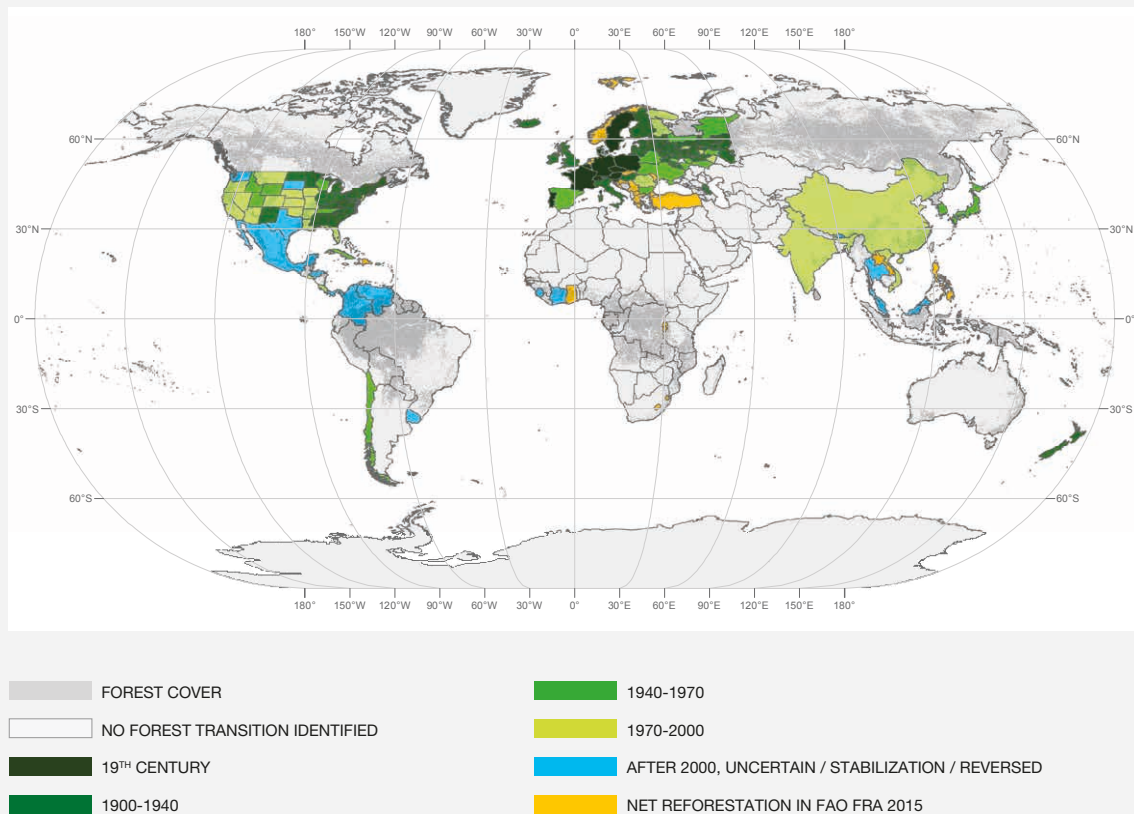 180° 150°W 120°W 90°W 60°W 30°W 0° 30°E 60°E 90°E 120°E 150°E 180°
60°N
30°N 30°N
0° 0°
30°S 30°S
60°S 60°S
180° 150°W 120°W 90°W 60°W 30°W 0° 30°E 60°E 90°E 120°E 150°E 180°
FOREST COVER
NO FOREST TRANSITION IDENTIFIED
19TH CENTURY
1900-1940
1940-1970
1970-2000
AFTER 2000, UNCERTAIN / STABILIZATION / REVERSED
NET REFORESTATION IN FAO FRA 2015